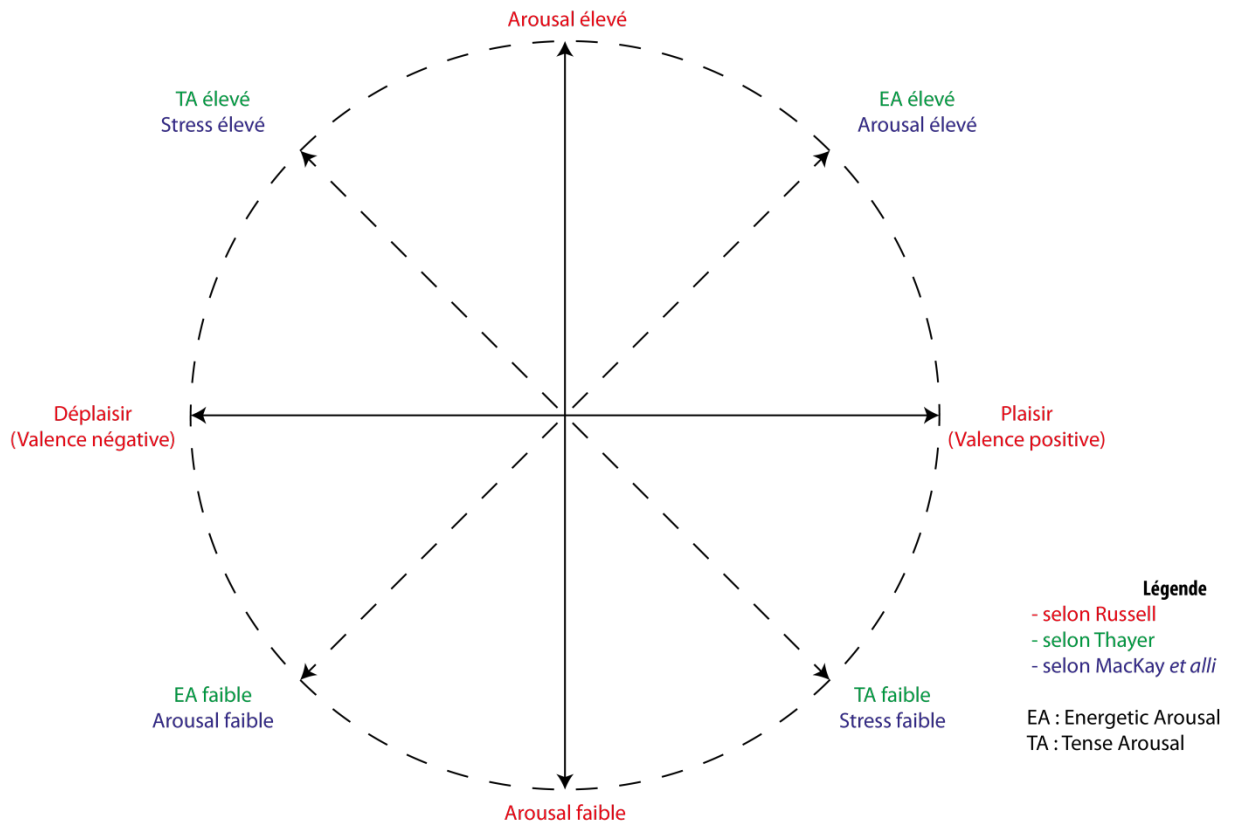 Arousal élevé
TA élevé
Stress élevé
EA élevé
Arousal élevé
Déplaisir
(Valence négative)
Plaisir
(Valence positive)
EA faible
Arousal faible
TA faible
Stress faible
Arousal faible
Légende
- selon Russell
- selon Thayer
- selon MacKay et alli
EA : Energetic Arousal
TA : Tense Arousal